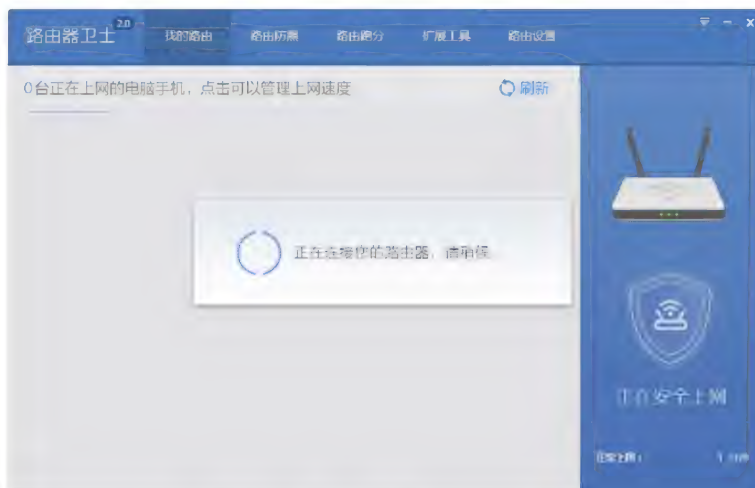 路由器卫士 2.0 我的路由 路由防黑 路由跑分 扩展工具 路由设置
0台正在上网的电脑手机，点击可以管理上网速度 刷新
正在连接您的路由器，请稍候
正在安全上网